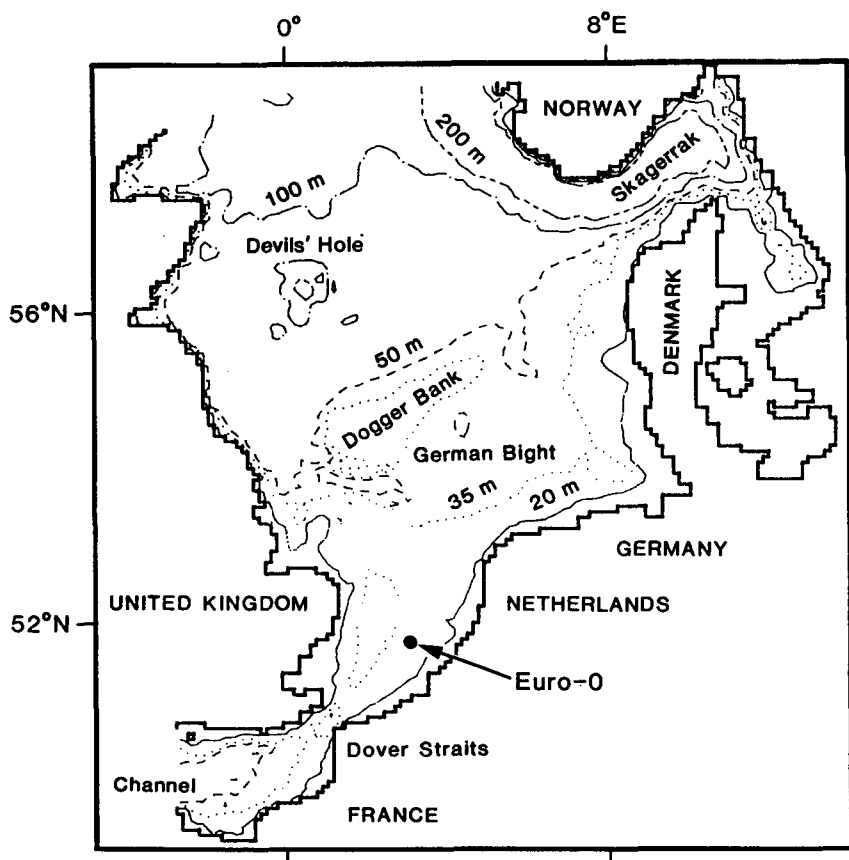 0°
8°E
NORWAY
200 m
Skagerrak
100 m
Devils' Hole
56°N
DENMARK
50 m
Dogger Bank
German Bight
35 m
20 m
GERMANY
UNITED KINGDOM
NETHERLANDS
52°N
Euro-0
Dover Straits
Channel
FRANCE